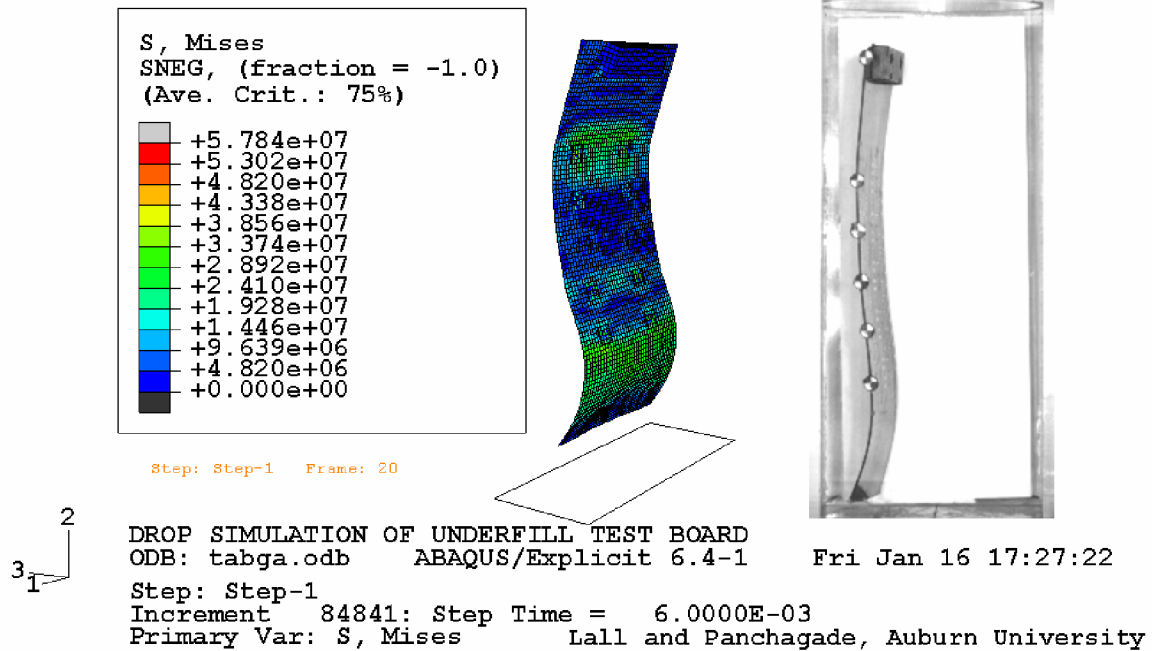 S, Mises
SNEG, (fraction = -1.0)
(Ave. Crit.: 75%)
+5.784e+07
+5.302e+07
+4.820e+07
+4.338e+07
+3.856e+07
+3.374e+07
+2.892e+07
+2.410e+07
+1.928e+07
+1.446e+07
+9.639e+06
+4.820e+06
+0.000e+00
Step: Step-1 Frame: 20
2
3
1
DROP SIMULATION OF UNDERFILL TEST BOARD
ODB: tabga.odb ABAQUS/Explicit 6.4-1 Fri Jan 16 17:27:22
Step: Step-1
Increment 84841: Step Time = 6.0000E-03
Primary Var: S, Mises Lall and Panchagade, Auburn University